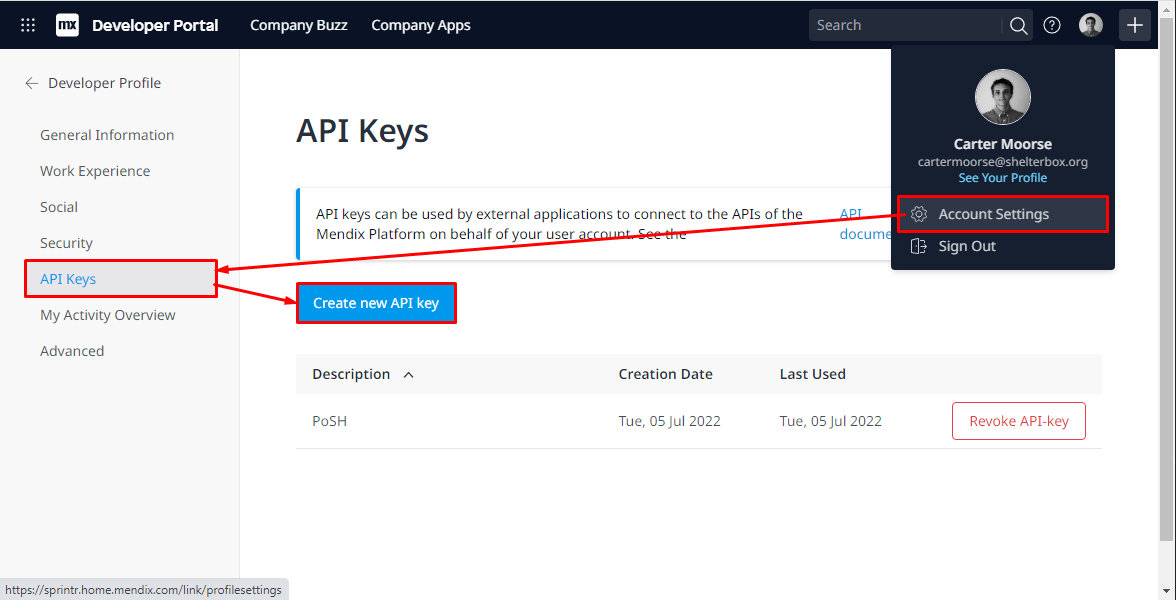 mx Developer Portal Company Buzz Company Apps Search
Developer Profile
General Information
Work Experience
Social
Security
API Keys
My Activity Overview
Advanced
API Keys
API keys can be used by external applications to connect to the APIs of the API
Mendix Platform on behalf of your user account. See the docume
Create new API key
Description Creation Date Last Used
PoSH Tue, 05 Jul 2022 Tue, 05 Jul 2022 Revoke API-key
Carter Moorse
cartermoorse@shelterbox.org
See Your Profile
Account Settings
Sign Out
https://sprintr.home.mendix.com/link/profilesettings